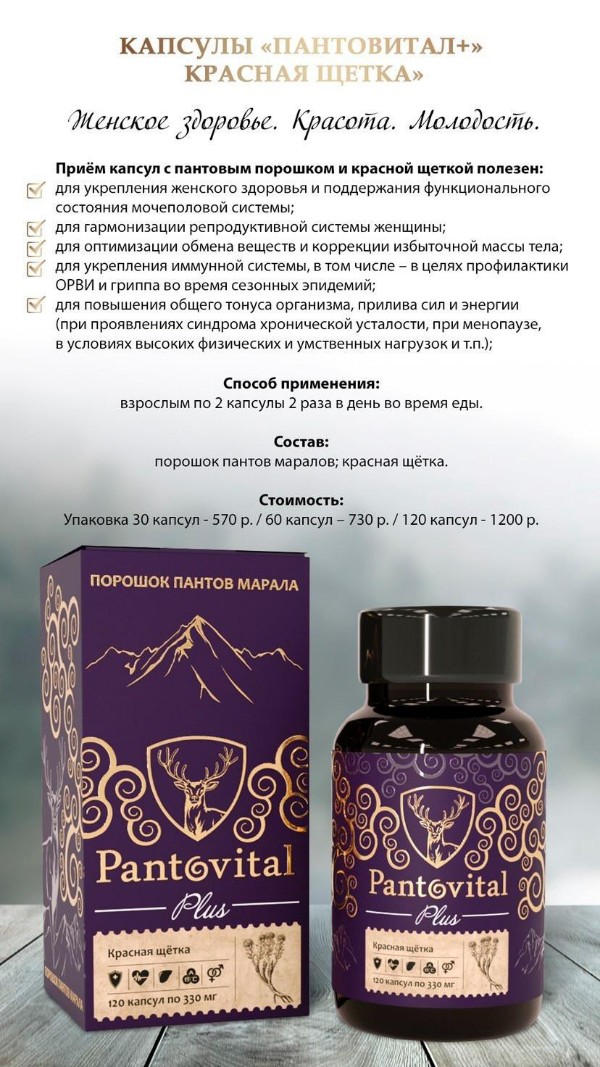 КАПСУЛЫ «ПАНТОВИТАЛ+»
КРАСНАЯ ЩЕТКА»
Женское здоровье. Красота. Молодость.
Приём капсул с пантовым порошком и красной щеткой полезен:
для укрепления женского здоровья и поддержания функционального
состояния мочеполовой системы;
для гармонизации репродуктивной системы женщины;
для оптимизации обмена веществ и коррекции избыточной массы тела;
для укрепления иммунной системы, в том числе – в целях профилактики
ОРВИ и гриппа во время сезонных эпидемий;
для повышения общего тонуса организма, прилива сил и энергии
(при проявлениях синдрома хронической усталости, при менопаузе,
в условиях высоких физических и умственных нагрузок и т.п.);
Способ применения:
взрослым по 2 капсулы 2 раза в день во время еды.
Состав:
порошок пантов маралов; красная щётка.
Стоимость:
Упаковка 30 капсул - 570 р. / 60 капсул – 730 р. / 120 капсул - 1200 р.
ПОРОШОК ПАНТОВ МАРАЛА
Pantovital
Plus
Красная щётка
120 капсул по 330 мг
ПОРОШОК ПАНТОВ МАРАЛА
Pantovital
Plus
Красная щётка
120 капсул по 330 мг